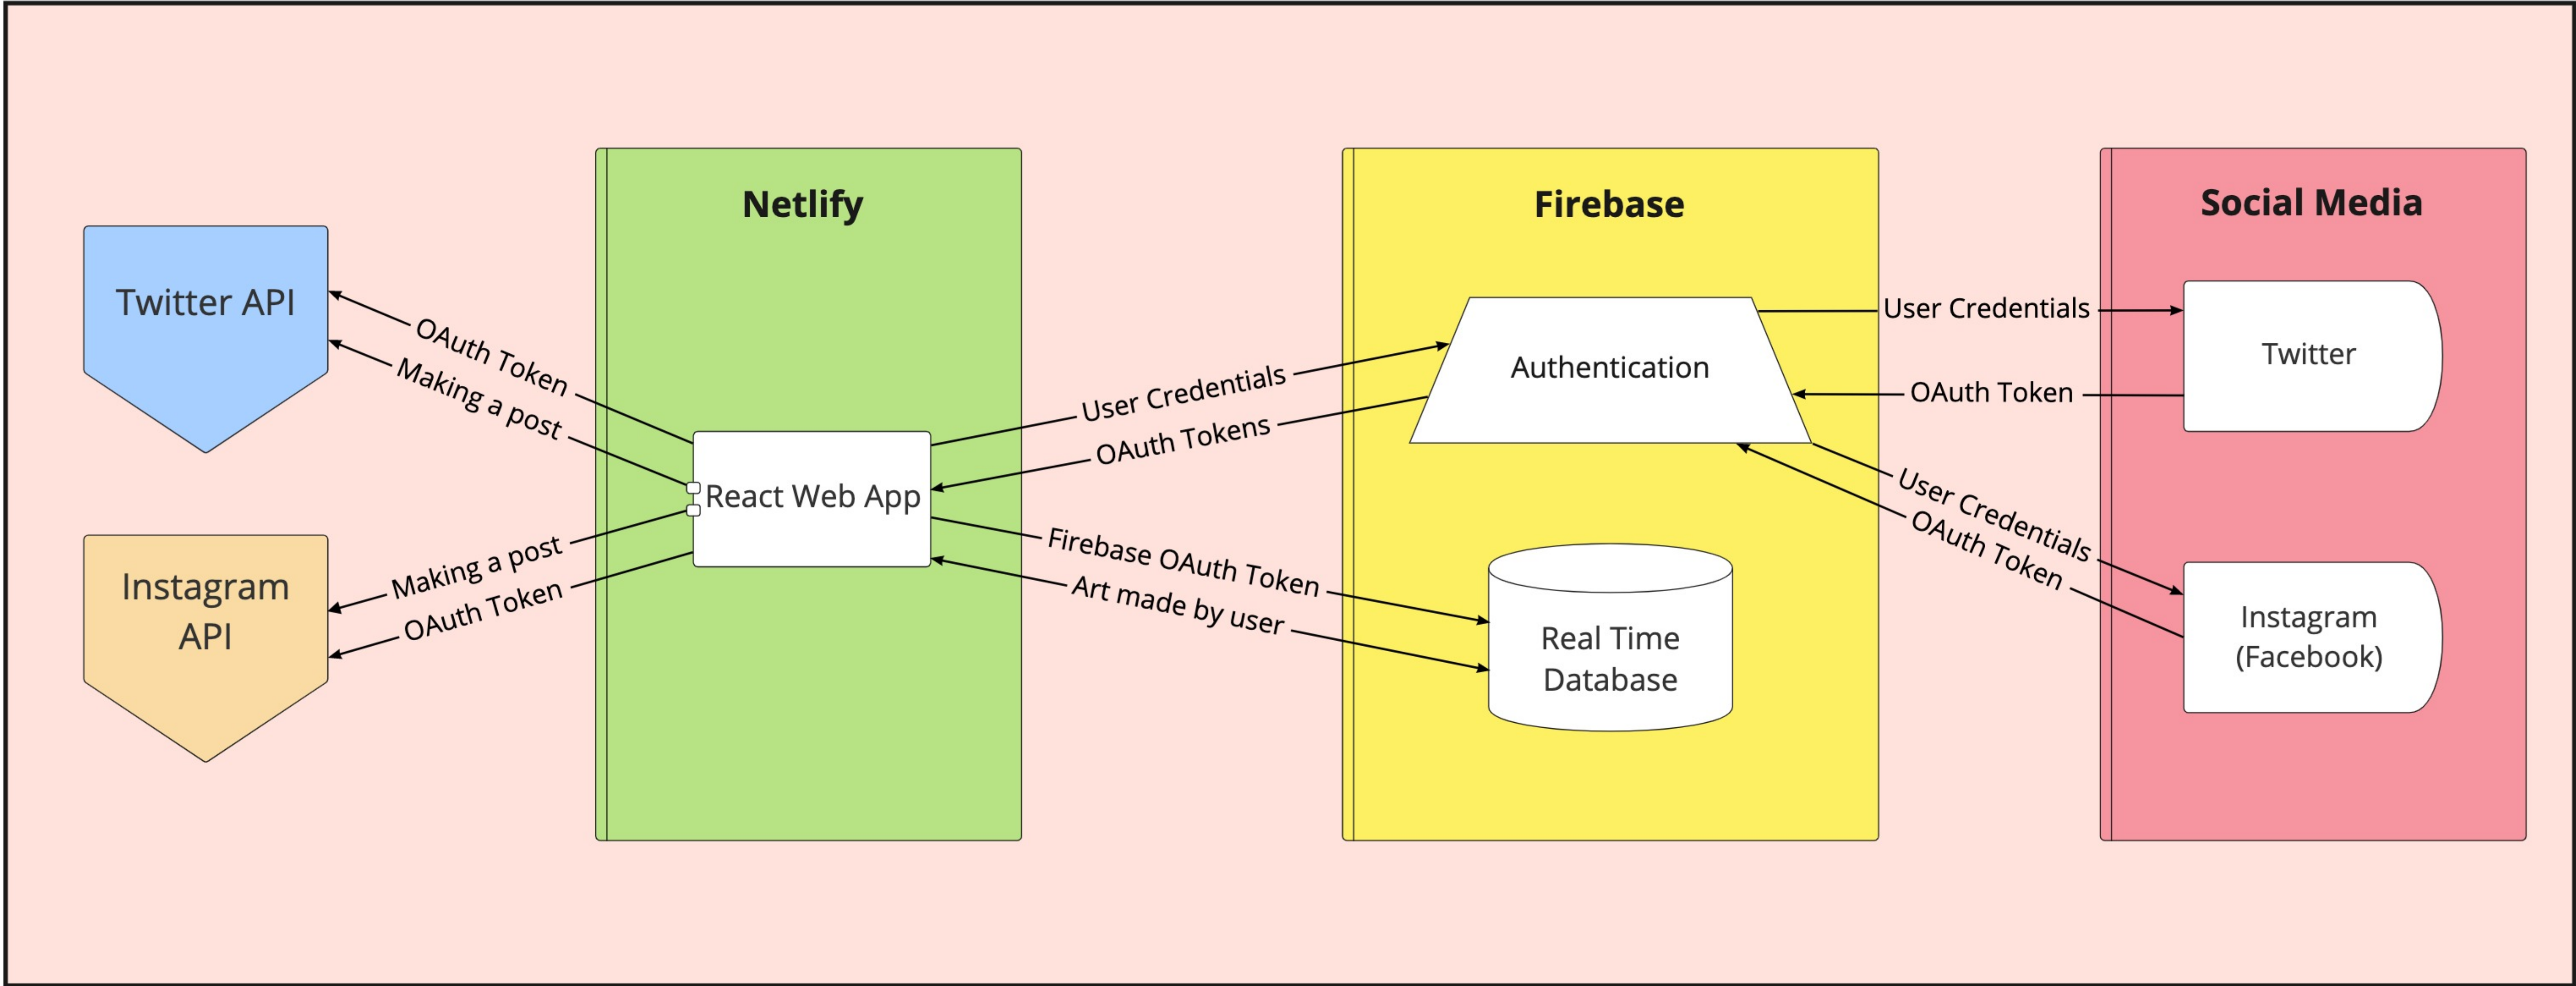 Netlify
Firebase
Social Media
Twitter API
OAuth Token
Making a post
Instagram
API
Making a post
OAuth Token
React Web App
User Credentials
OAuth Tokens
Firebase OAuth Token
Art made by user
Authentication
Real Time
Database
User Credentials
OAuth Token
User Credentials
OAuth Token
Twitter
Instagram
(Facebook)